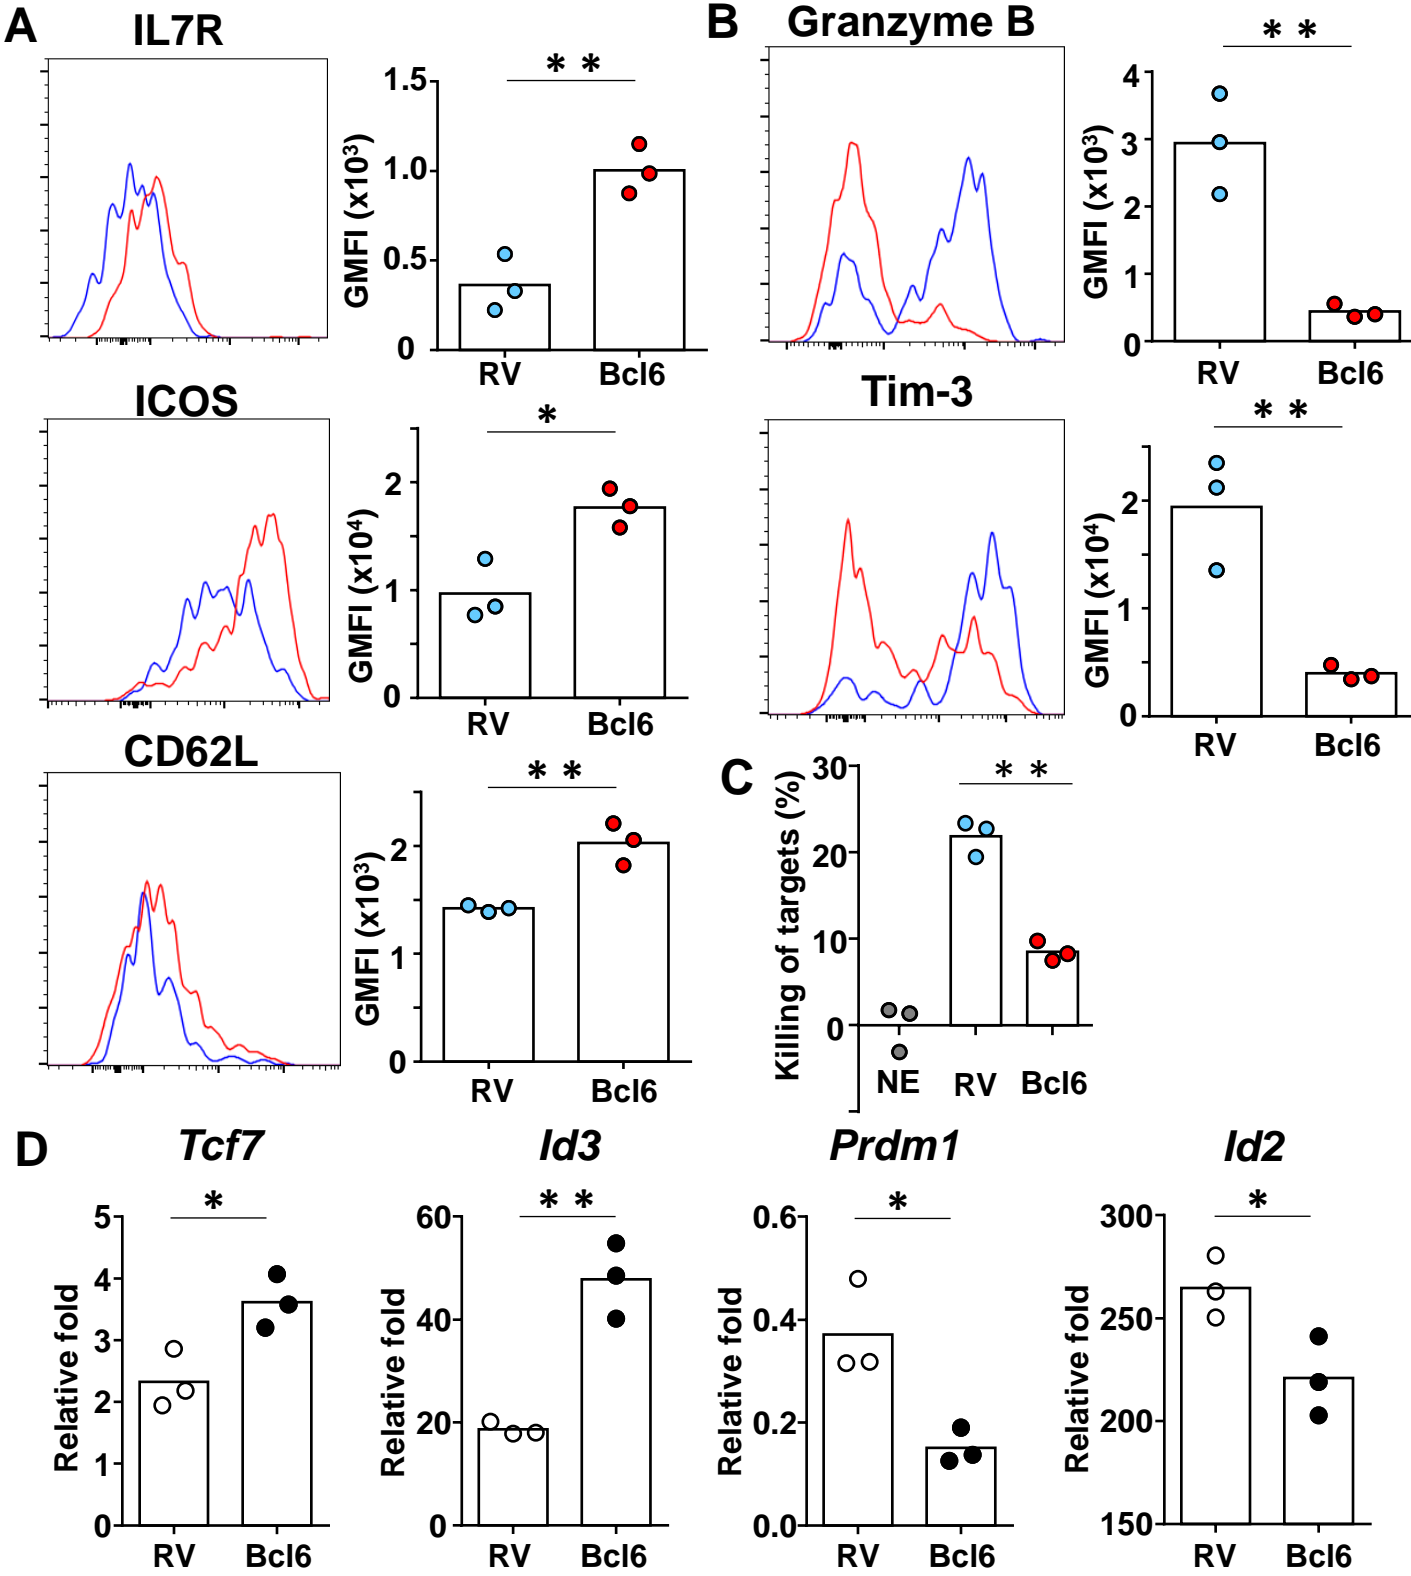 A
IL7R
1.5
1.0
0.5
0
GMFI (x10³)
* *
RV Bcl6
ICOS
2
1
0
GMFI (x10⁴)
*
RV Bcl6
CD62L
2
1
0
GMFI (x10³)
* *
RV Bcl6
B
Granzyme B
4
3
2
1
0
GMFI (x10³)
* *
RV Bcl6
Tim-3
2
1
0
GMFI (x10⁴)
* *
RV Bcl6
C
30
20
10
0
Killing of targets (%)
* *
NE RV Bcl6
D
Tcf7
5
4
3
2
1
0
Relative fold
*
RV Bcl6
Id3
60
40
20
0
Relative fold
* *
RV Bcl6
Prdm1
0.6
0.4
0.2
0.0
Relative fold
*
RV Bcl6
Id2
300
250
200
150
Relative fold
*
RV Bcl6